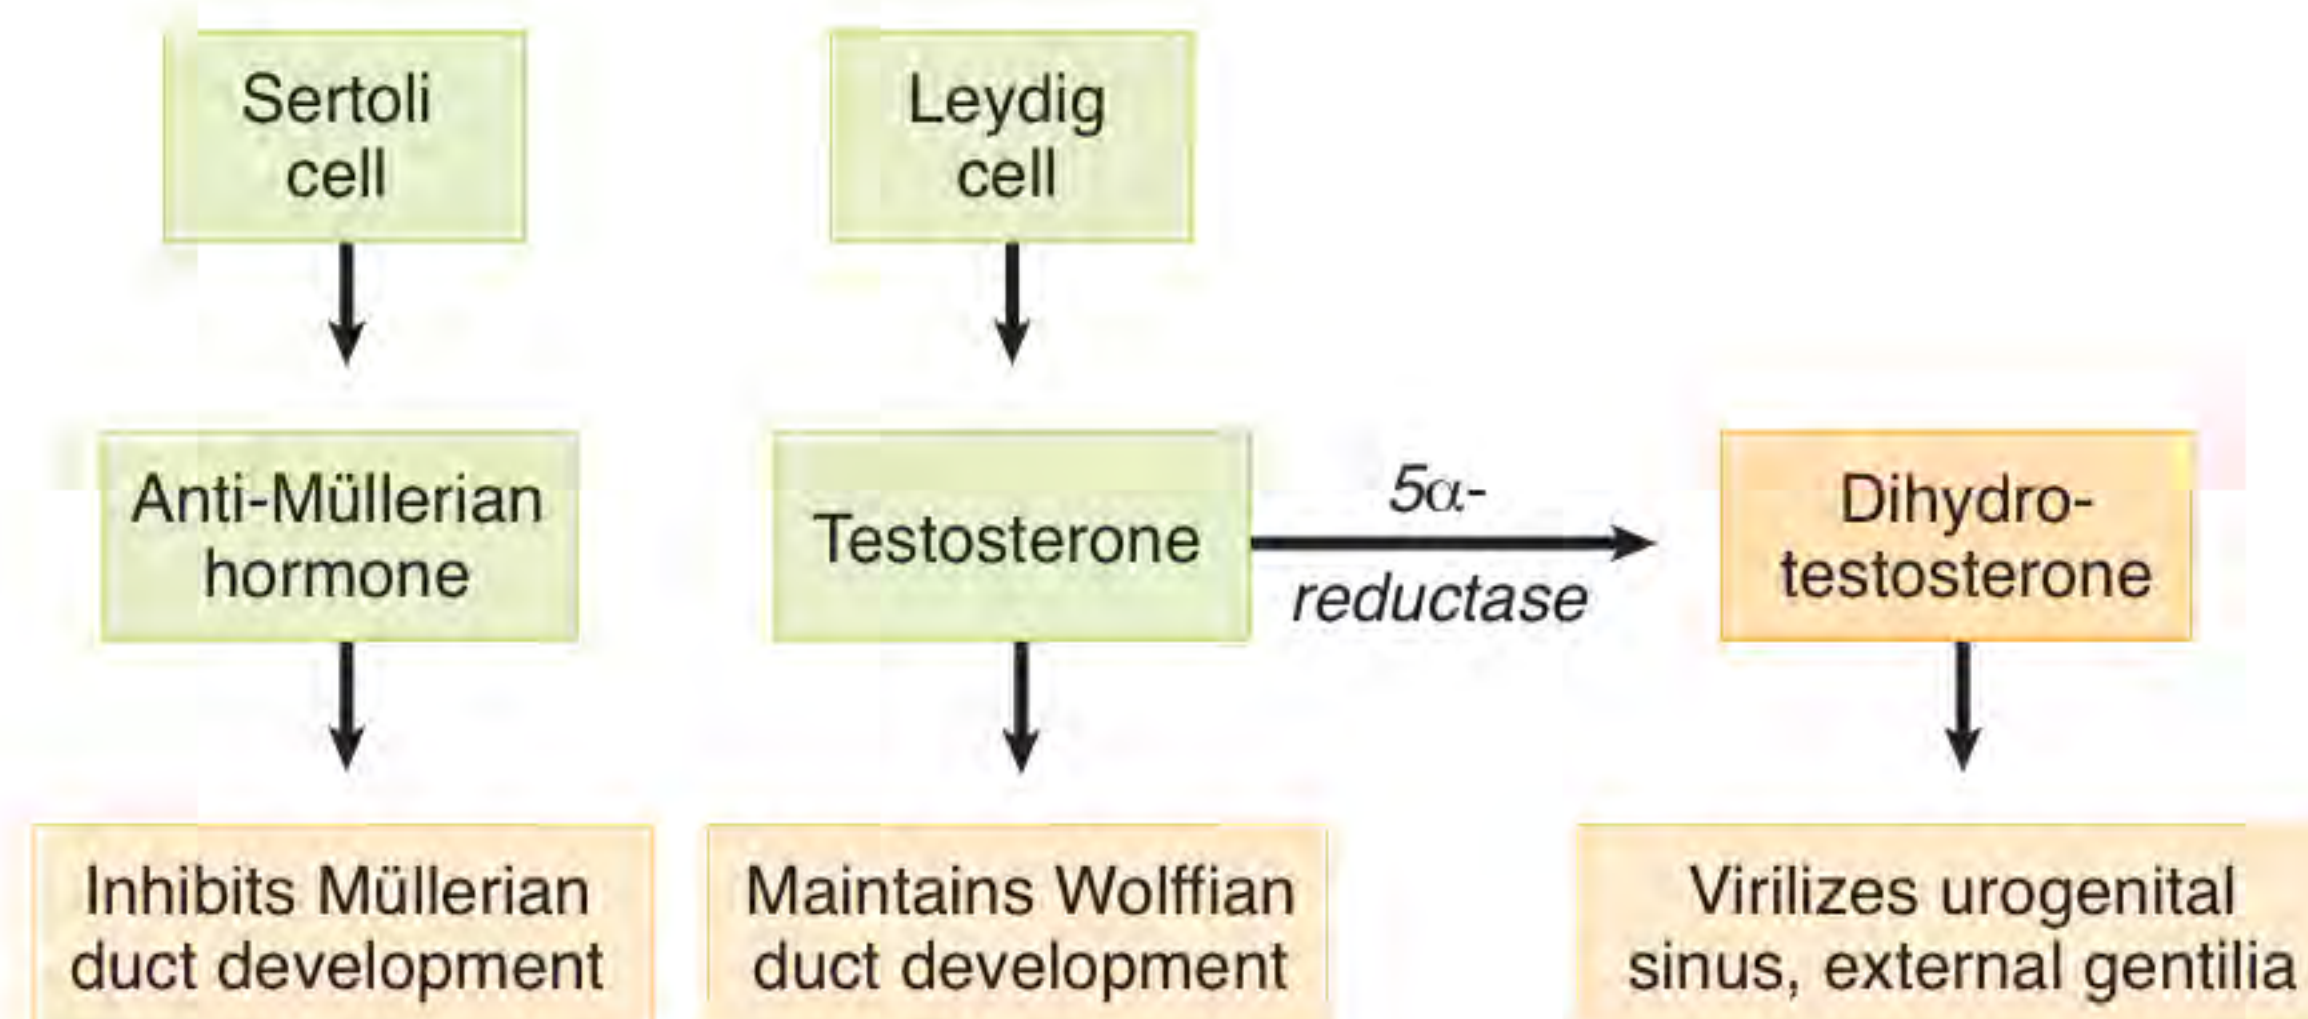 Sertoli
cell
Leydig
cell
Anti-Müllerian
hormone
Testosterone
5α-
reductase
Dihydro-
testosterone
Inhibits Müllerian
duct development
Maintains Wolffian
duct development
Virilizes urogenital
sinus, external gentilia